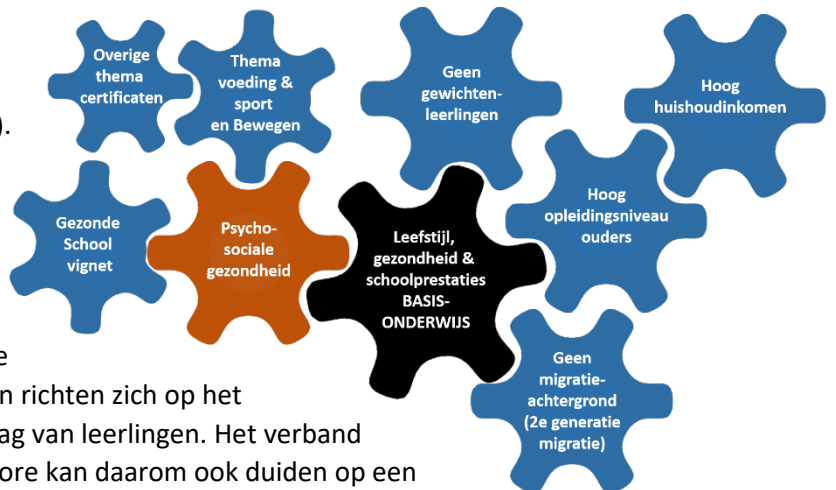 Overige
thema
certificaten
Thema
voeding &
sport
en Bewegen
Geen
gewichten-
leerlingen
Hoog
huishoudinkomen
).
Gezonde
School
vignet
Psycho-
sociale
gezondheid
Leefstijl,
gezondheid &
schoolprestaties
BASIS-
ONDERWIJS
Hoog
opleidingsniveau
ouders
Geen
migratie-
achtergrond
(2e generatie
migratie)
e
n richten zich op het
ag van leerlingen. Het verband
ore kan daarom ook duiden op een